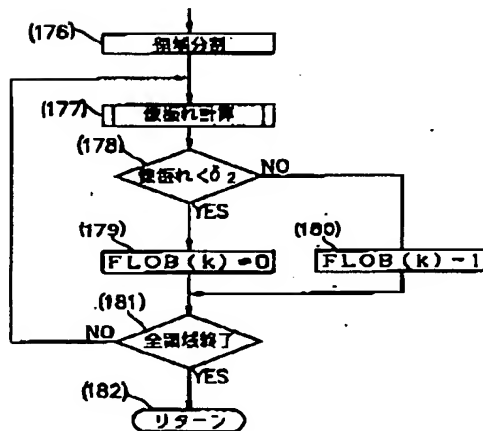 (176)
領域分割
(177)
像振れ計算
(178)
像振れ<δ2
NO
YES
(179)
FLOB(k)=0
(180)
FLOB(k)=1
(181)
全領域終了
NO
YES
(182)
リターン